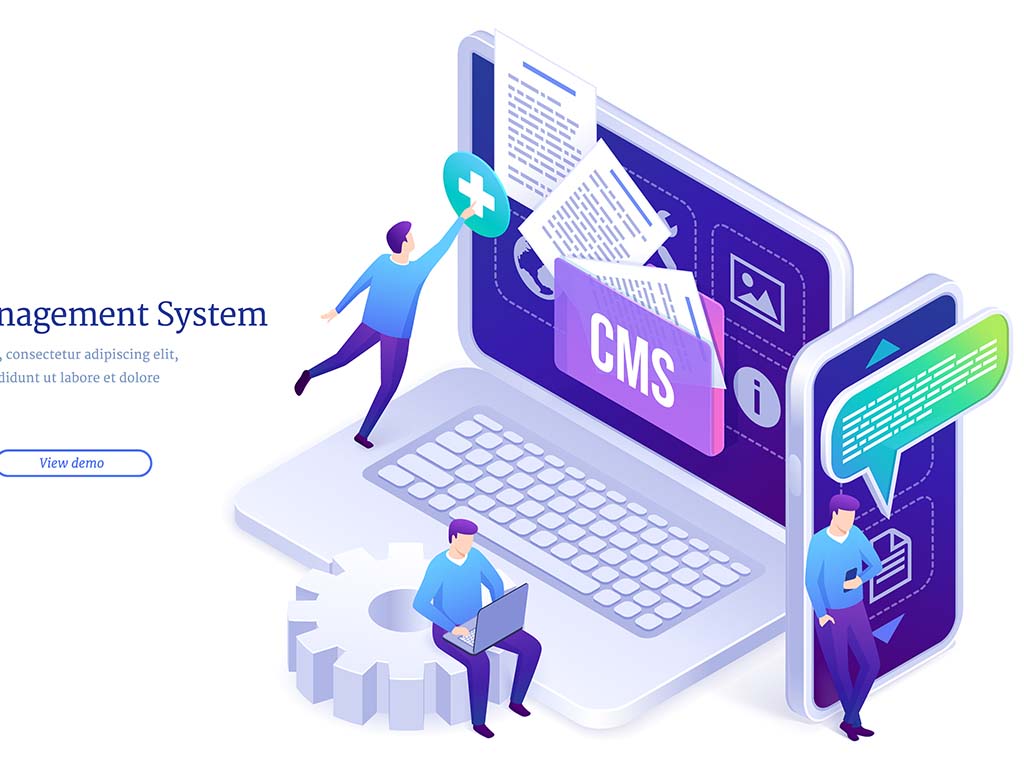 nagement System
, consectetur adipiscing elit,
didunt ut labore et dolore
View demo
CMS
i